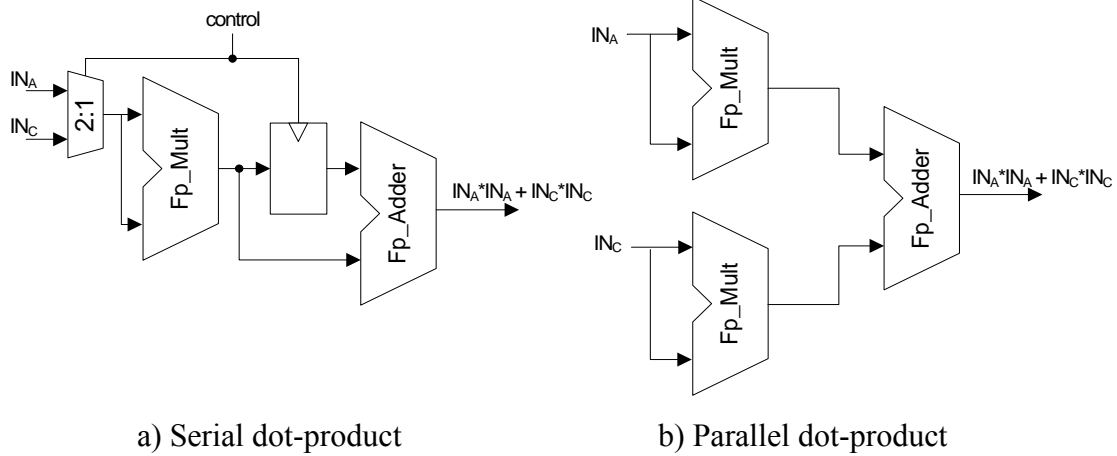 control
IN_A
IN_C
2:1
Fp_Mult
Fp_Adder
IN_A*IN_A + IN_C*IN_C
a) Serial dot-product
IN_A
Fp_Mult
IN_C
Fp_Mult
Fp_Adder
IN_A*IN_A + IN_C*IN_C
b) Parallel dot-product